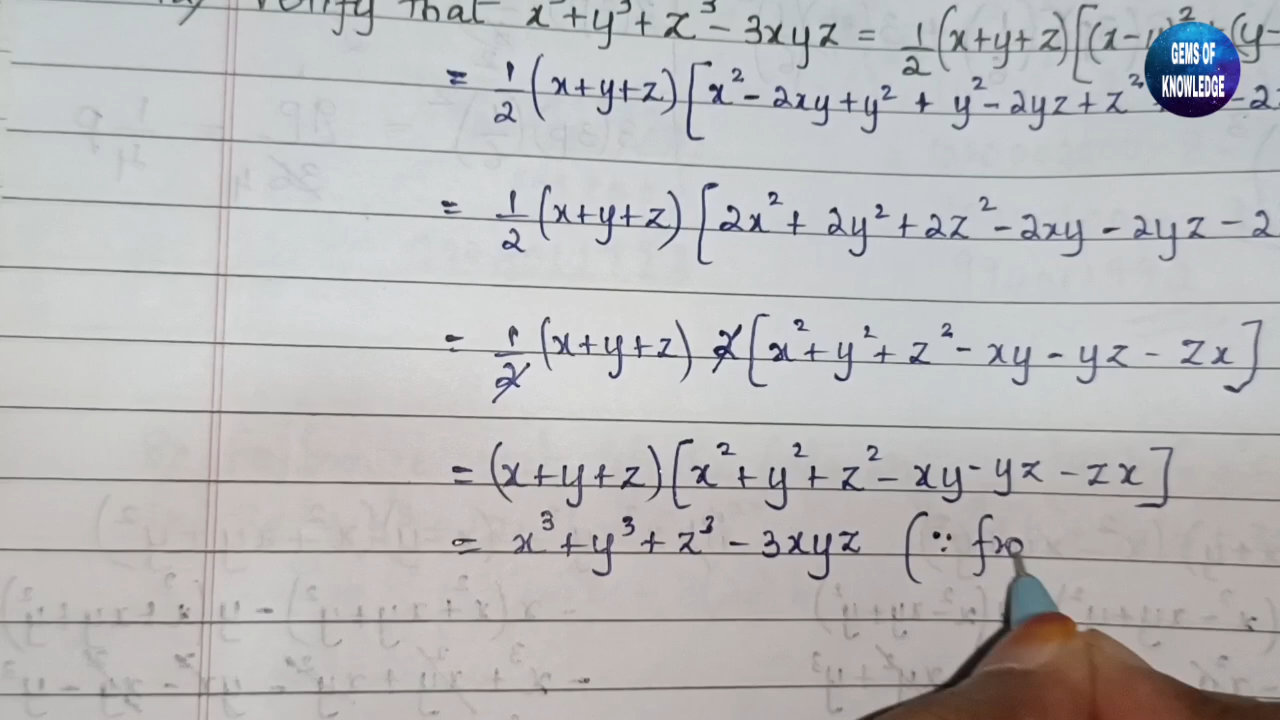 Verify that x³+y³+z³-3xyz = 1/2 (x+y+z)[(x-y)²+(y-
GEMS OF
KNOWLEDGE
= 1/2 (x+y+z)[x²-2xy+y²+y²-2yz+z²
= 1/2 (x+y+z)[2x²+2y²+2z²-2xy-2yz-2
= 1/2 (x+y+z) 2[x²+y²+z²-xy-yz-zx]
= (x+y+z)[x²+y²+z²-xy-yz-zx]
= x³+y³+z³-3xyz (∵ fro